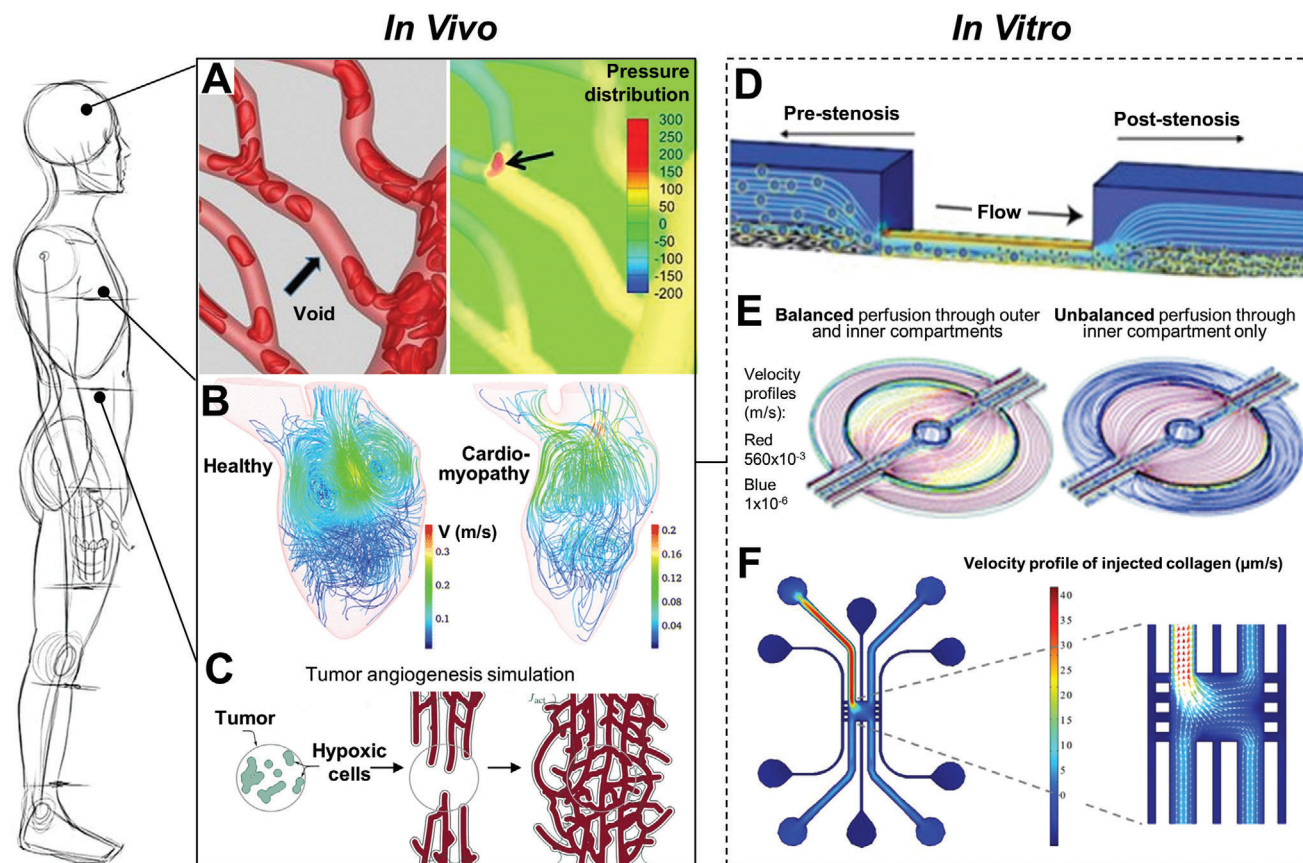 In Vivo
In Vitro
A
Pressure
distribution
300
250
200
150
100
50
0
-50
-100
-150
-200
Void
B
Healthy
Cardio-
myopathy
V (m/s)
0.3
0.1
0.2
0.16
0.12
0.08
0.04
C
Tumor angiogenesis simulation
Tumor
Hypoxic
cells
Jact
D
Pre-stenosis
Post-stenosis
Flow
E
Balanced perfusion through outer
and inner compartments
Unbalanced perfusion through
inner compartment only
Velocity
profiles
(m/s):
Red
560x10⁻³
Blue
1x10⁻⁶
F
Velocity profile of injected collagen (µm/s)
40
35
30
25
20
15
10
5
0